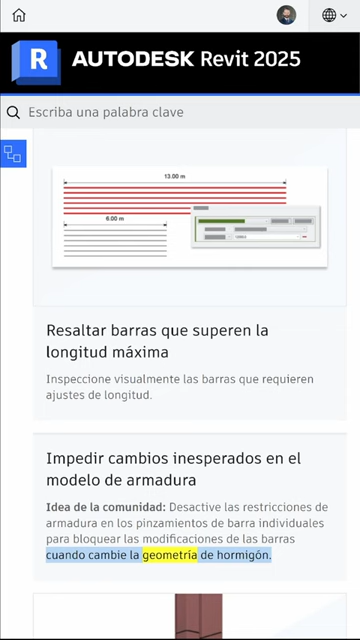 R AUTODESK Revit 2025
Escriba una palabra clave
13.00 m
6.00 m
Resaltar barras que superen la
longitud máxima
Inspeccione visualmente las barras que requieren
ajustes de longitud.
Impedir cambios inesperados en el
modelo de armadura
Idea de la comunidad: Desactive las restricciones de
armadura en los pinzamientos de barra individuales
para bloquear las modificaciones de las barras
cuando cambie la geometría de hormigón.